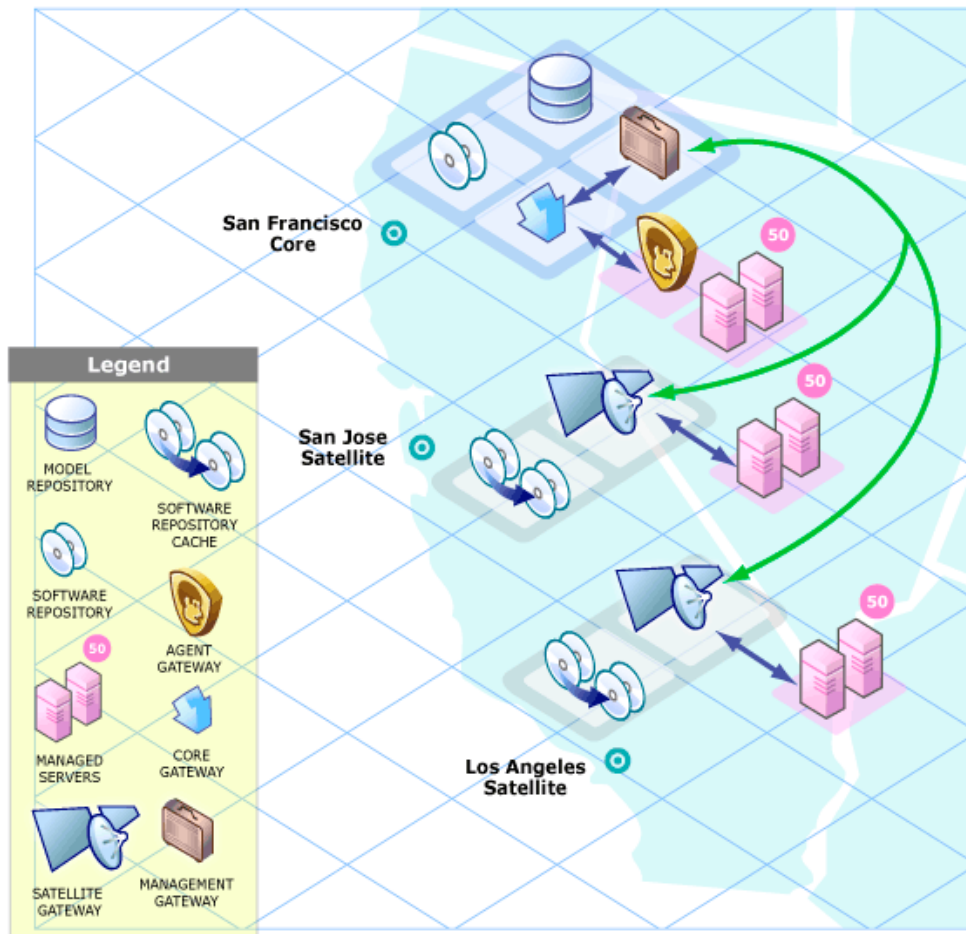 50
San Francisco
Core
50
San Jose
Satellite
50
Los Angeles
Satellite
Legend
MODEL
REPOSITORY
SOFTWARE
REPOSITORY
CACHE
SOFTWARE
REPOSITORY
AGENT
GATEWAY
50
MANAGED
SERVERS
CORE
GATEWAY
SATELLITE
GATEWAY
MANAGEMENT
GATEWAY